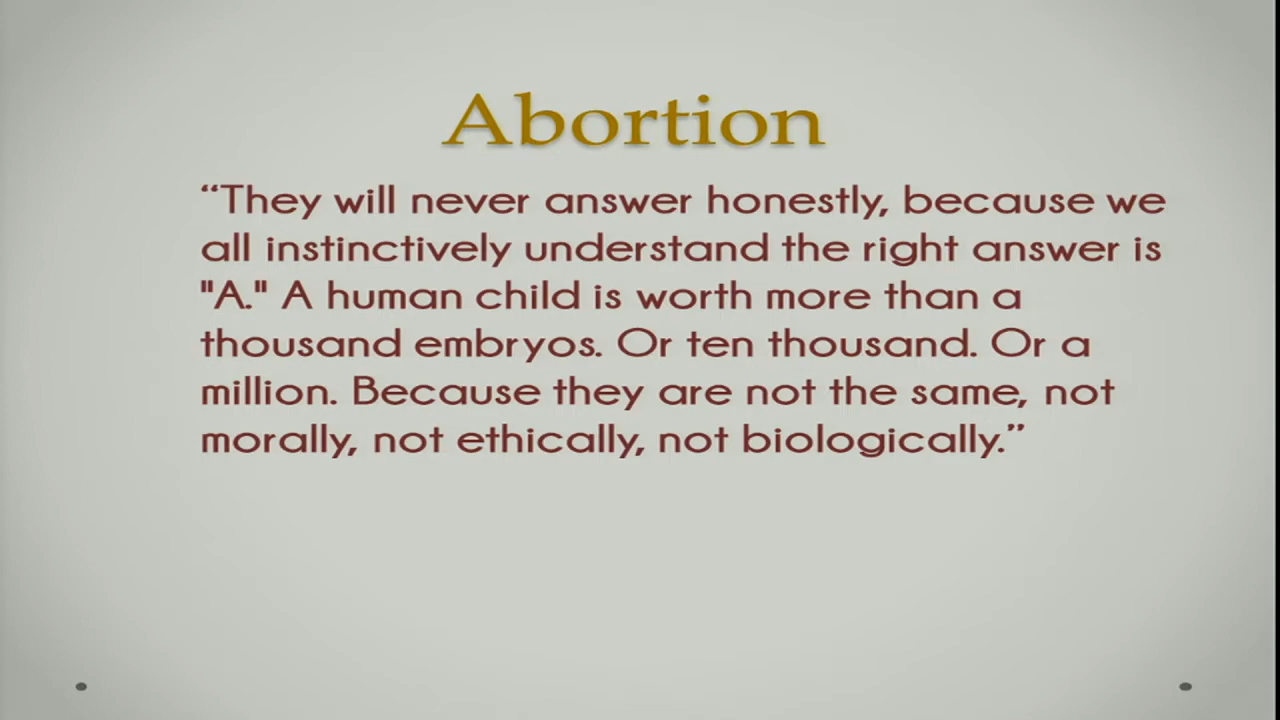 Abortion
“They will never answer honestly, because we
all instinctively understand the right answer is
"A." A human child is worth more than a
thousand embryos. Or ten thousand. Or a
million. Because they are not the same, not
morally, not ethically, not biologically.”